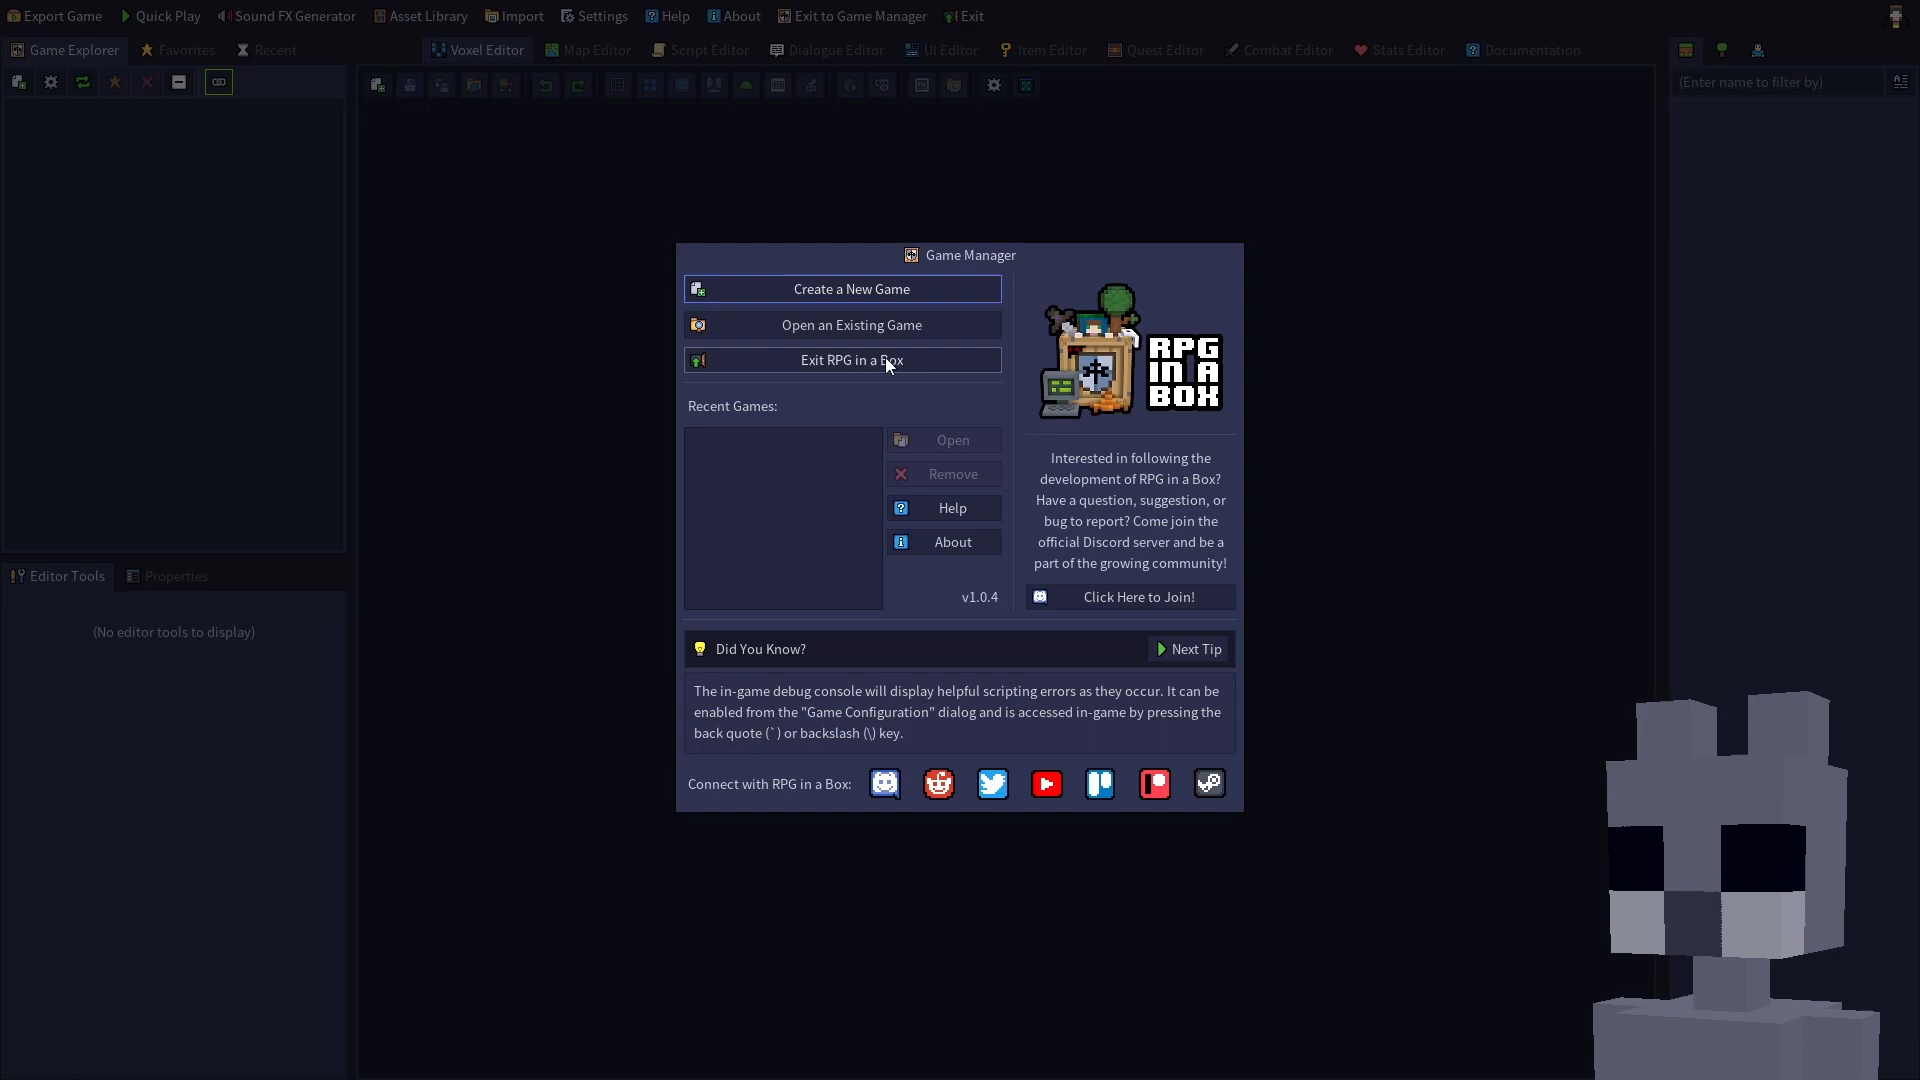 Export Game
Quick Play
Sound FX Generator
Asset Library
Import
Settings
Help
About
Exit to Game Manager
Exit
Game Explorer
Favorites
Recent
Voxel Editor
Map Editor
Script Editor
Dialogue Editor
UI Editor
Item Editor
Quest Editor
Combat Editor
Stats Editor
Documentation
(Enter name to filter by)
Game Manager
Create a New Game
Open an Existing Game
Exit RPG in a Box
Recent Games:
Open
Remove
Help
About
v1.0.4
RPG
IN A
BOX
Interested in following the
development of RPG in a Box?
Have a question, suggestion, or
bug to report? Come join the
official Discord server and be a
part of the growing community!
Click Here to Join!
Editor Tools
Properties
(No editor tools to display)
Did You Know?
Next Tip
The in-game debug console will display helpful scripting errors as they occur. It can be
enabled from the "Game Configuration" dialog and is accessed in-game by pressing the
back quote (`) or backslash (\) key.
Connect with RPG in a Box: